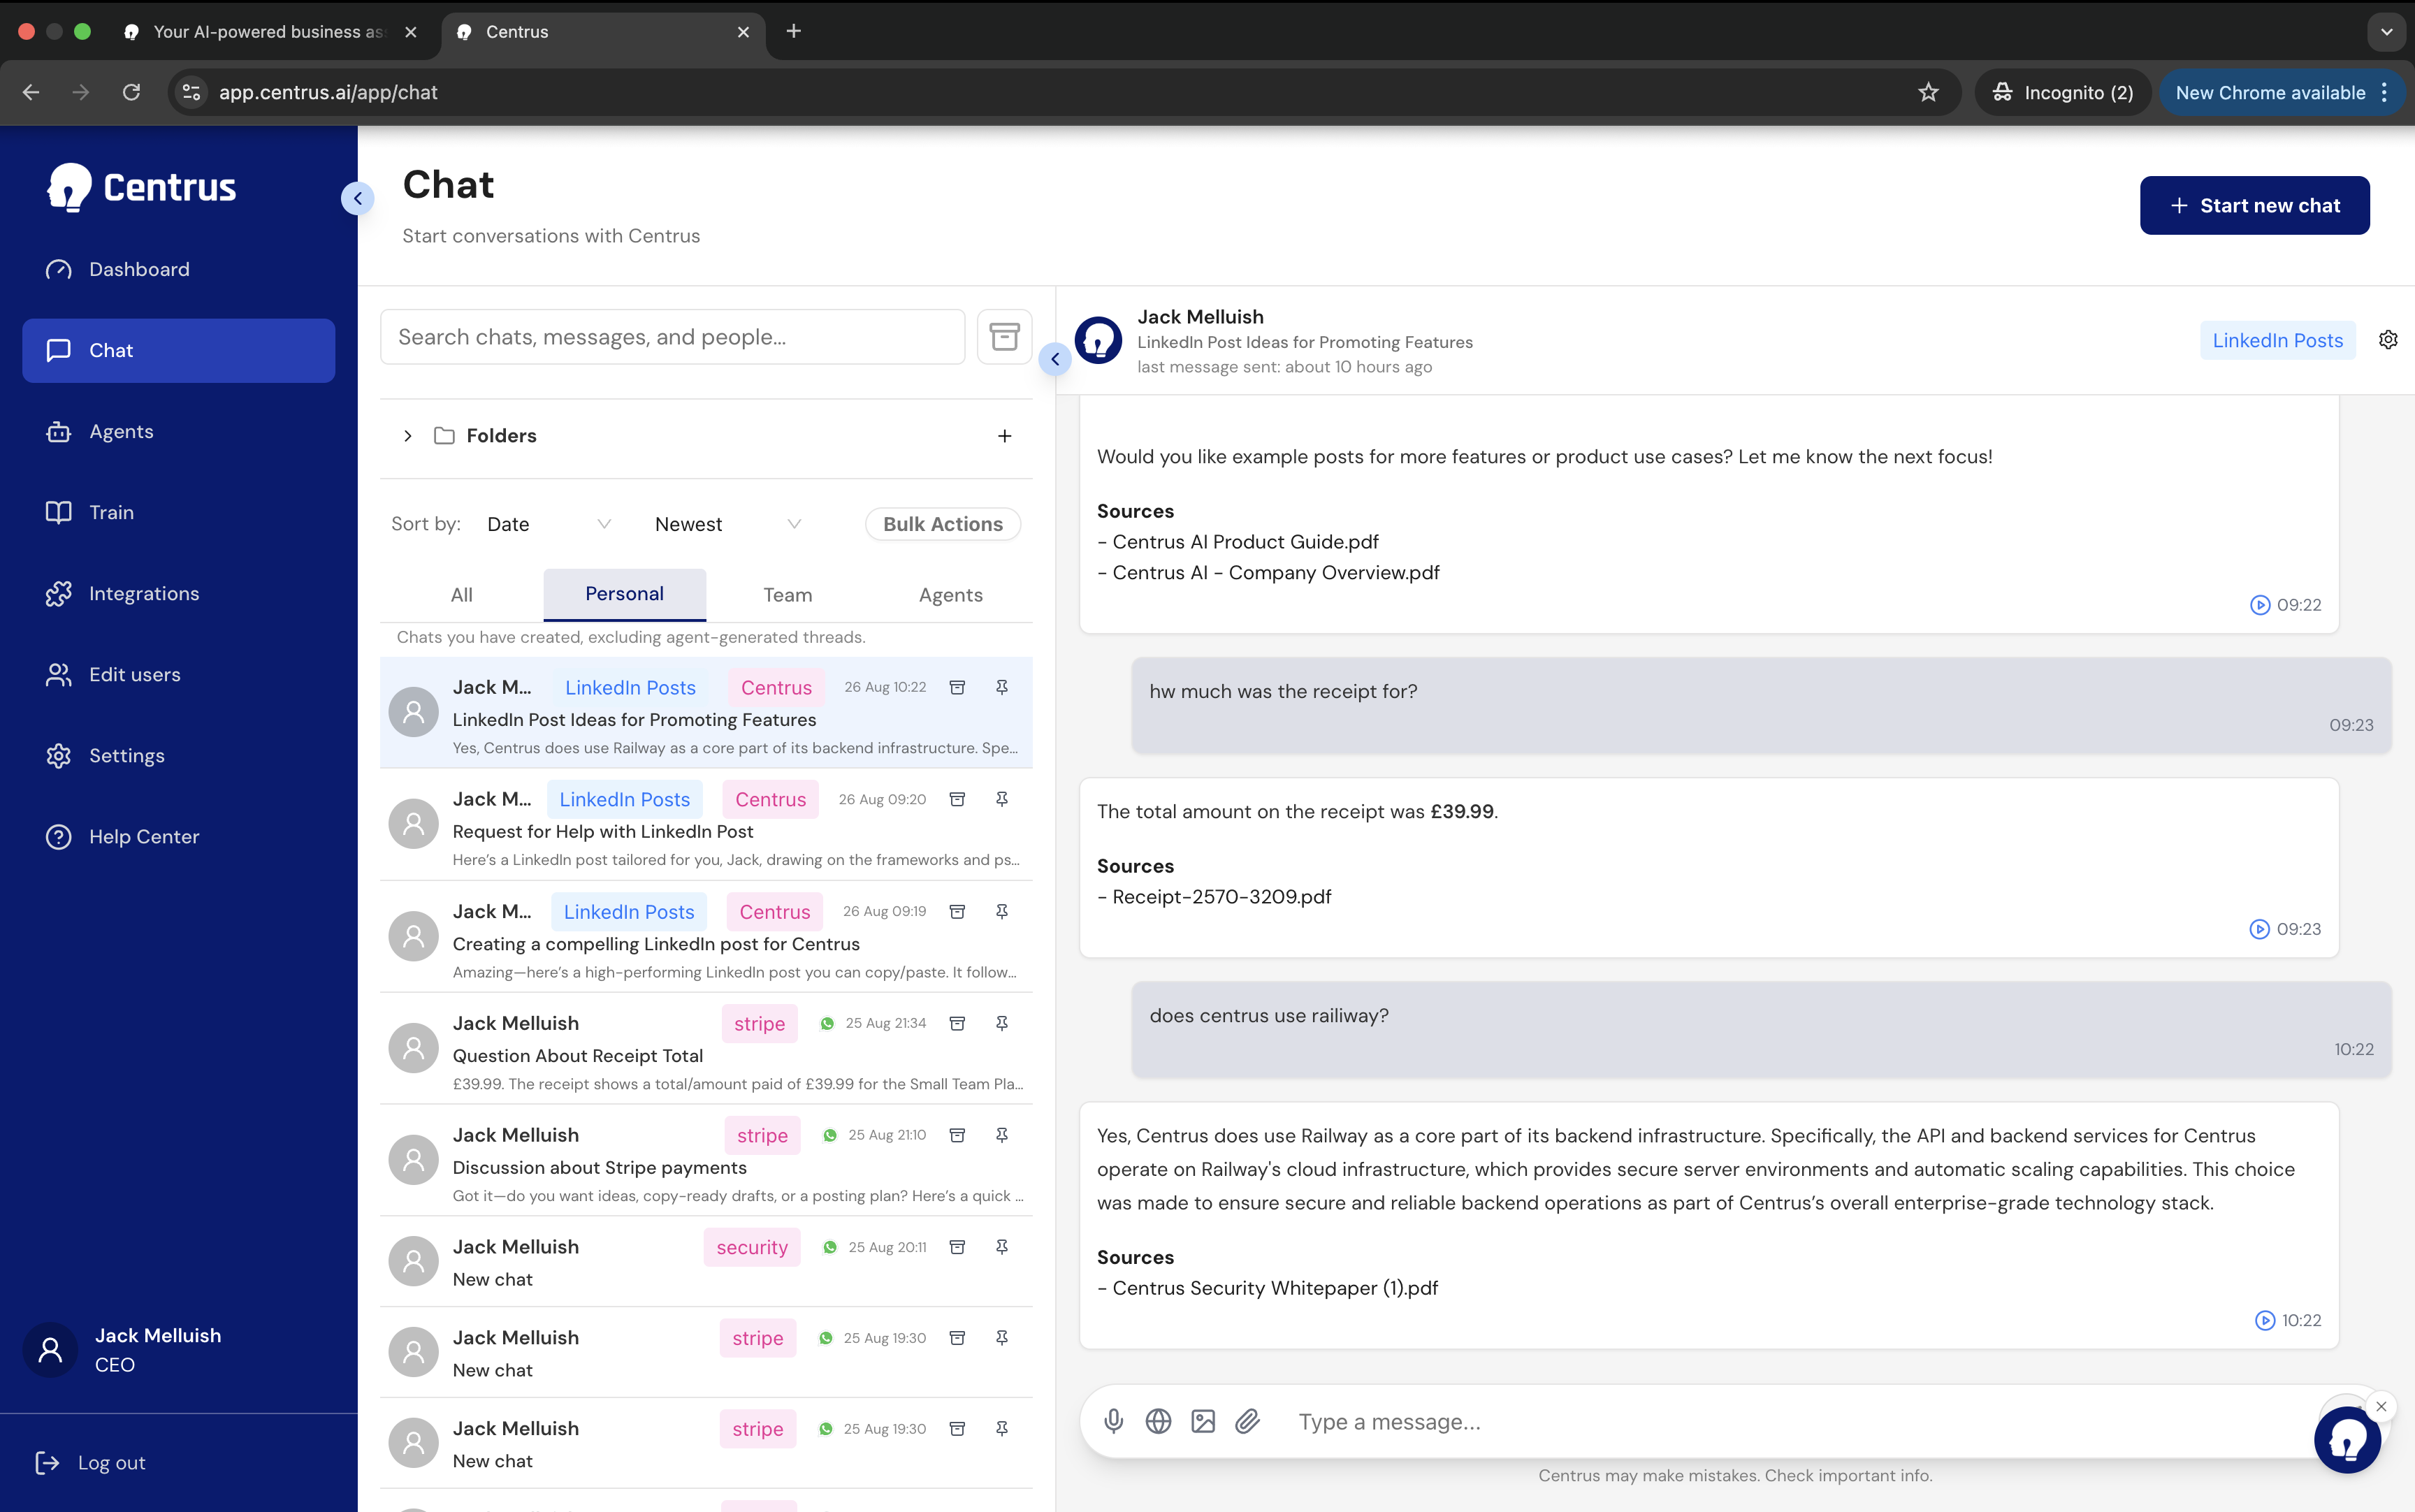 Your AI-powered business as
Centrus
app.centrus.ai/app/chat
Incognito (2)
New Chrome available
Centrus
Dashboard
Chat
Agents
Train
Integrations
Edit users
Settings
Help Center
Jack Melluish
CEO
Log out
Chat
Start conversations with Centrus
Start new chat
Search chats, messages, and people...
Folders
Sort by: Date Newest Bulk Actions
All Personal Team Agents
Chats you have created, excluding agent-generated threads.
Jack M... LinkedIn Posts Centrus 26 Aug 10:22
LinkedIn Post Ideas for Promoting Features
Yes, Centrus does use Railway as a core part of its backend infrastructure. Spe...
Jack M... LinkedIn Posts Centrus 26 Aug 09:20
Request for Help with LinkedIn Post
Here's a LinkedIn post tailored for you, Jack, drawing on the frameworks and ps...
Jack M... LinkedIn Posts Centrus 26 Aug 09:19
Creating a compelling LinkedIn post for Centrus
Amazing—here's a high-performing LinkedIn post you can copy/paste. It follow...
Jack Melluish stripe 25 Aug 21:34
Question About Receipt Total
£39.99. The receipt shows a total/amount paid of £39.99 for the Small Team Pla...
Jack Melluish stripe 25 Aug 21:10
Discussion about Stripe payments
Got it—do you want ideas, copy-ready drafts, or a posting plan? Here's a quick ...
Jack Melluish security 25 Aug 20:11
New chat
Jack Melluish stripe 25 Aug 19:30
New chat
Jack Melluish stripe 25 Aug 19:30
New chat
Jack Melluish
LinkedIn Post Ideas for Promoting Features
last message sent: about 10 hours ago
LinkedIn Posts
Would you like example posts for more features or product use cases? Let me know the next focus!
Sources
- Centrus AI Product Guide.pdf
- Centrus AI - Company Overview.pdf
09:22
hw much was the receipt for?
09:23
The total amount on the receipt was £39.99.
Sources
- Receipt-2570-3209.pdf
09:23
does centrus use railiway?
10:22
Yes, Centrus does use Railway as a core part of its backend infrastructure. Specifically, the API and backend services for Centrus
operate on Railway's cloud infrastructure, which provides secure server environments and automatic scaling capabilities. This choice
was made to ensure secure and reliable backend operations as part of Centrus's overall enterprise-grade technology stack.
Sources
- Centrus Security Whitepaper (1).pdf
10:22
Type a message...
Centrus may make mistakes. Check important info.